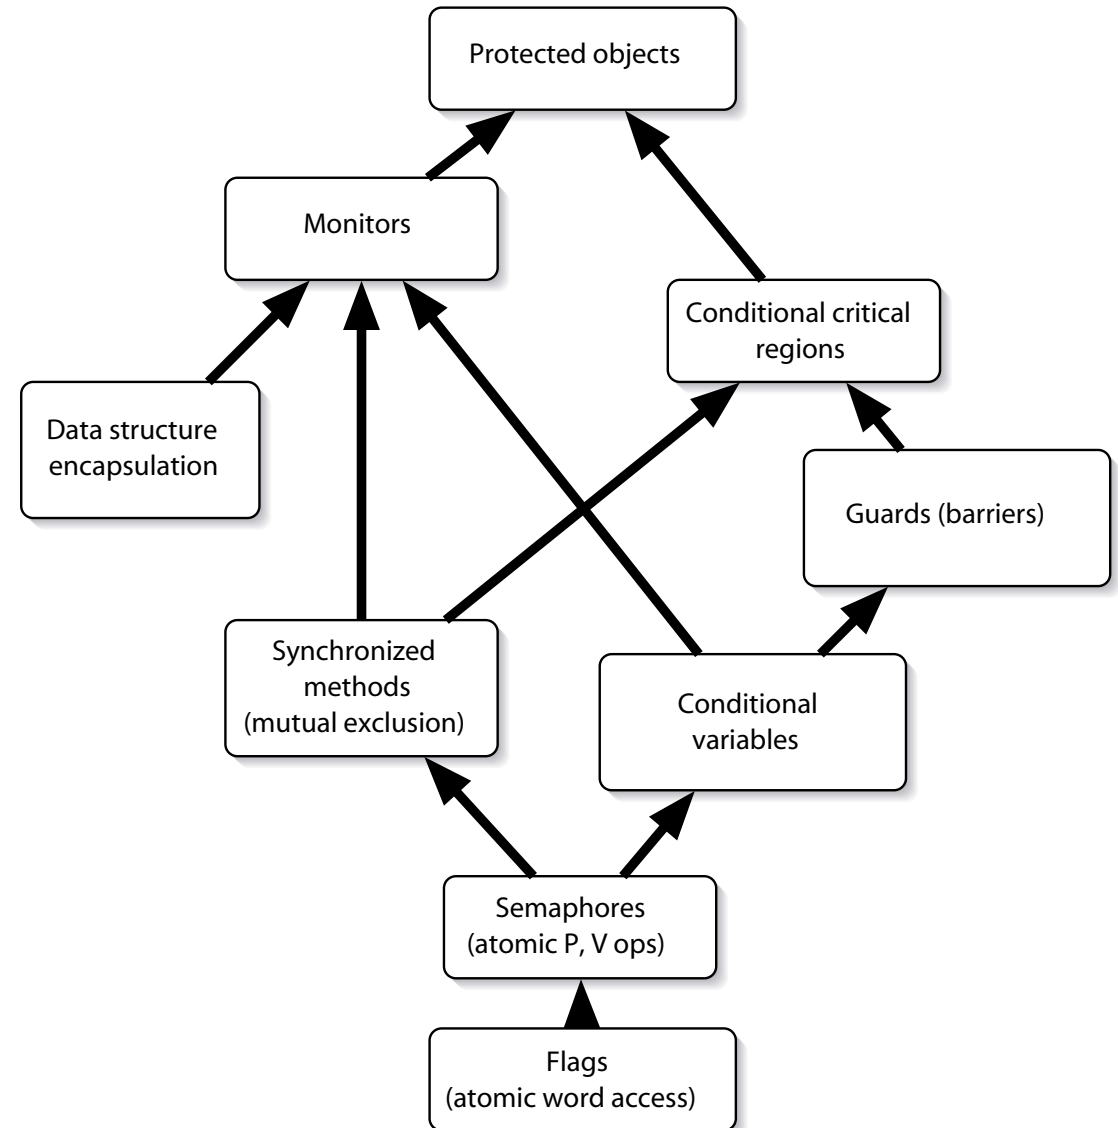 Protected objects
Monitors
Conditional critical
regions
Data structure
encapsulation
Guards (barriers)
Synchronized
methods
(mutual exclusion)
Conditional
variables
Semaphores
(atomic P, V ops)
Flags
(atomic word access)